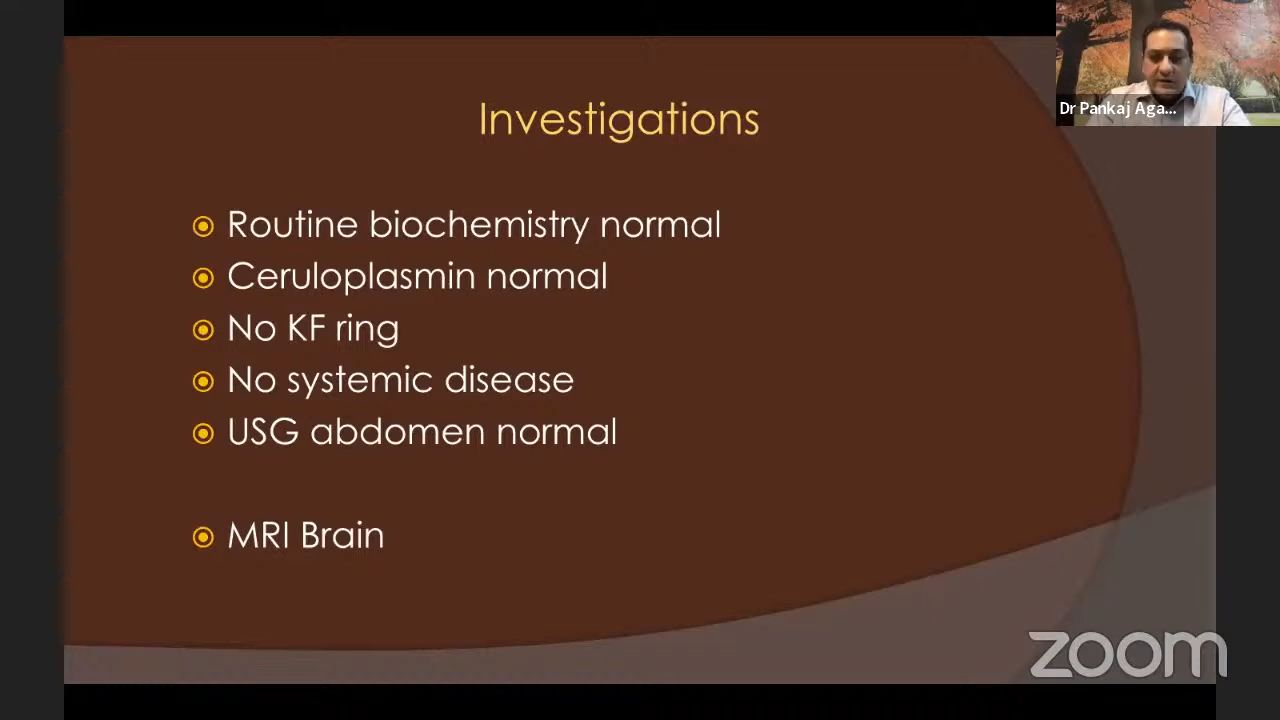 Dr Pankaj Aga...
Investigations
Routine biochemistry normal
Ceruloplasmin normal
No KF ring
No systemic disease
USG abdomen normal
MRI Brain
zoom